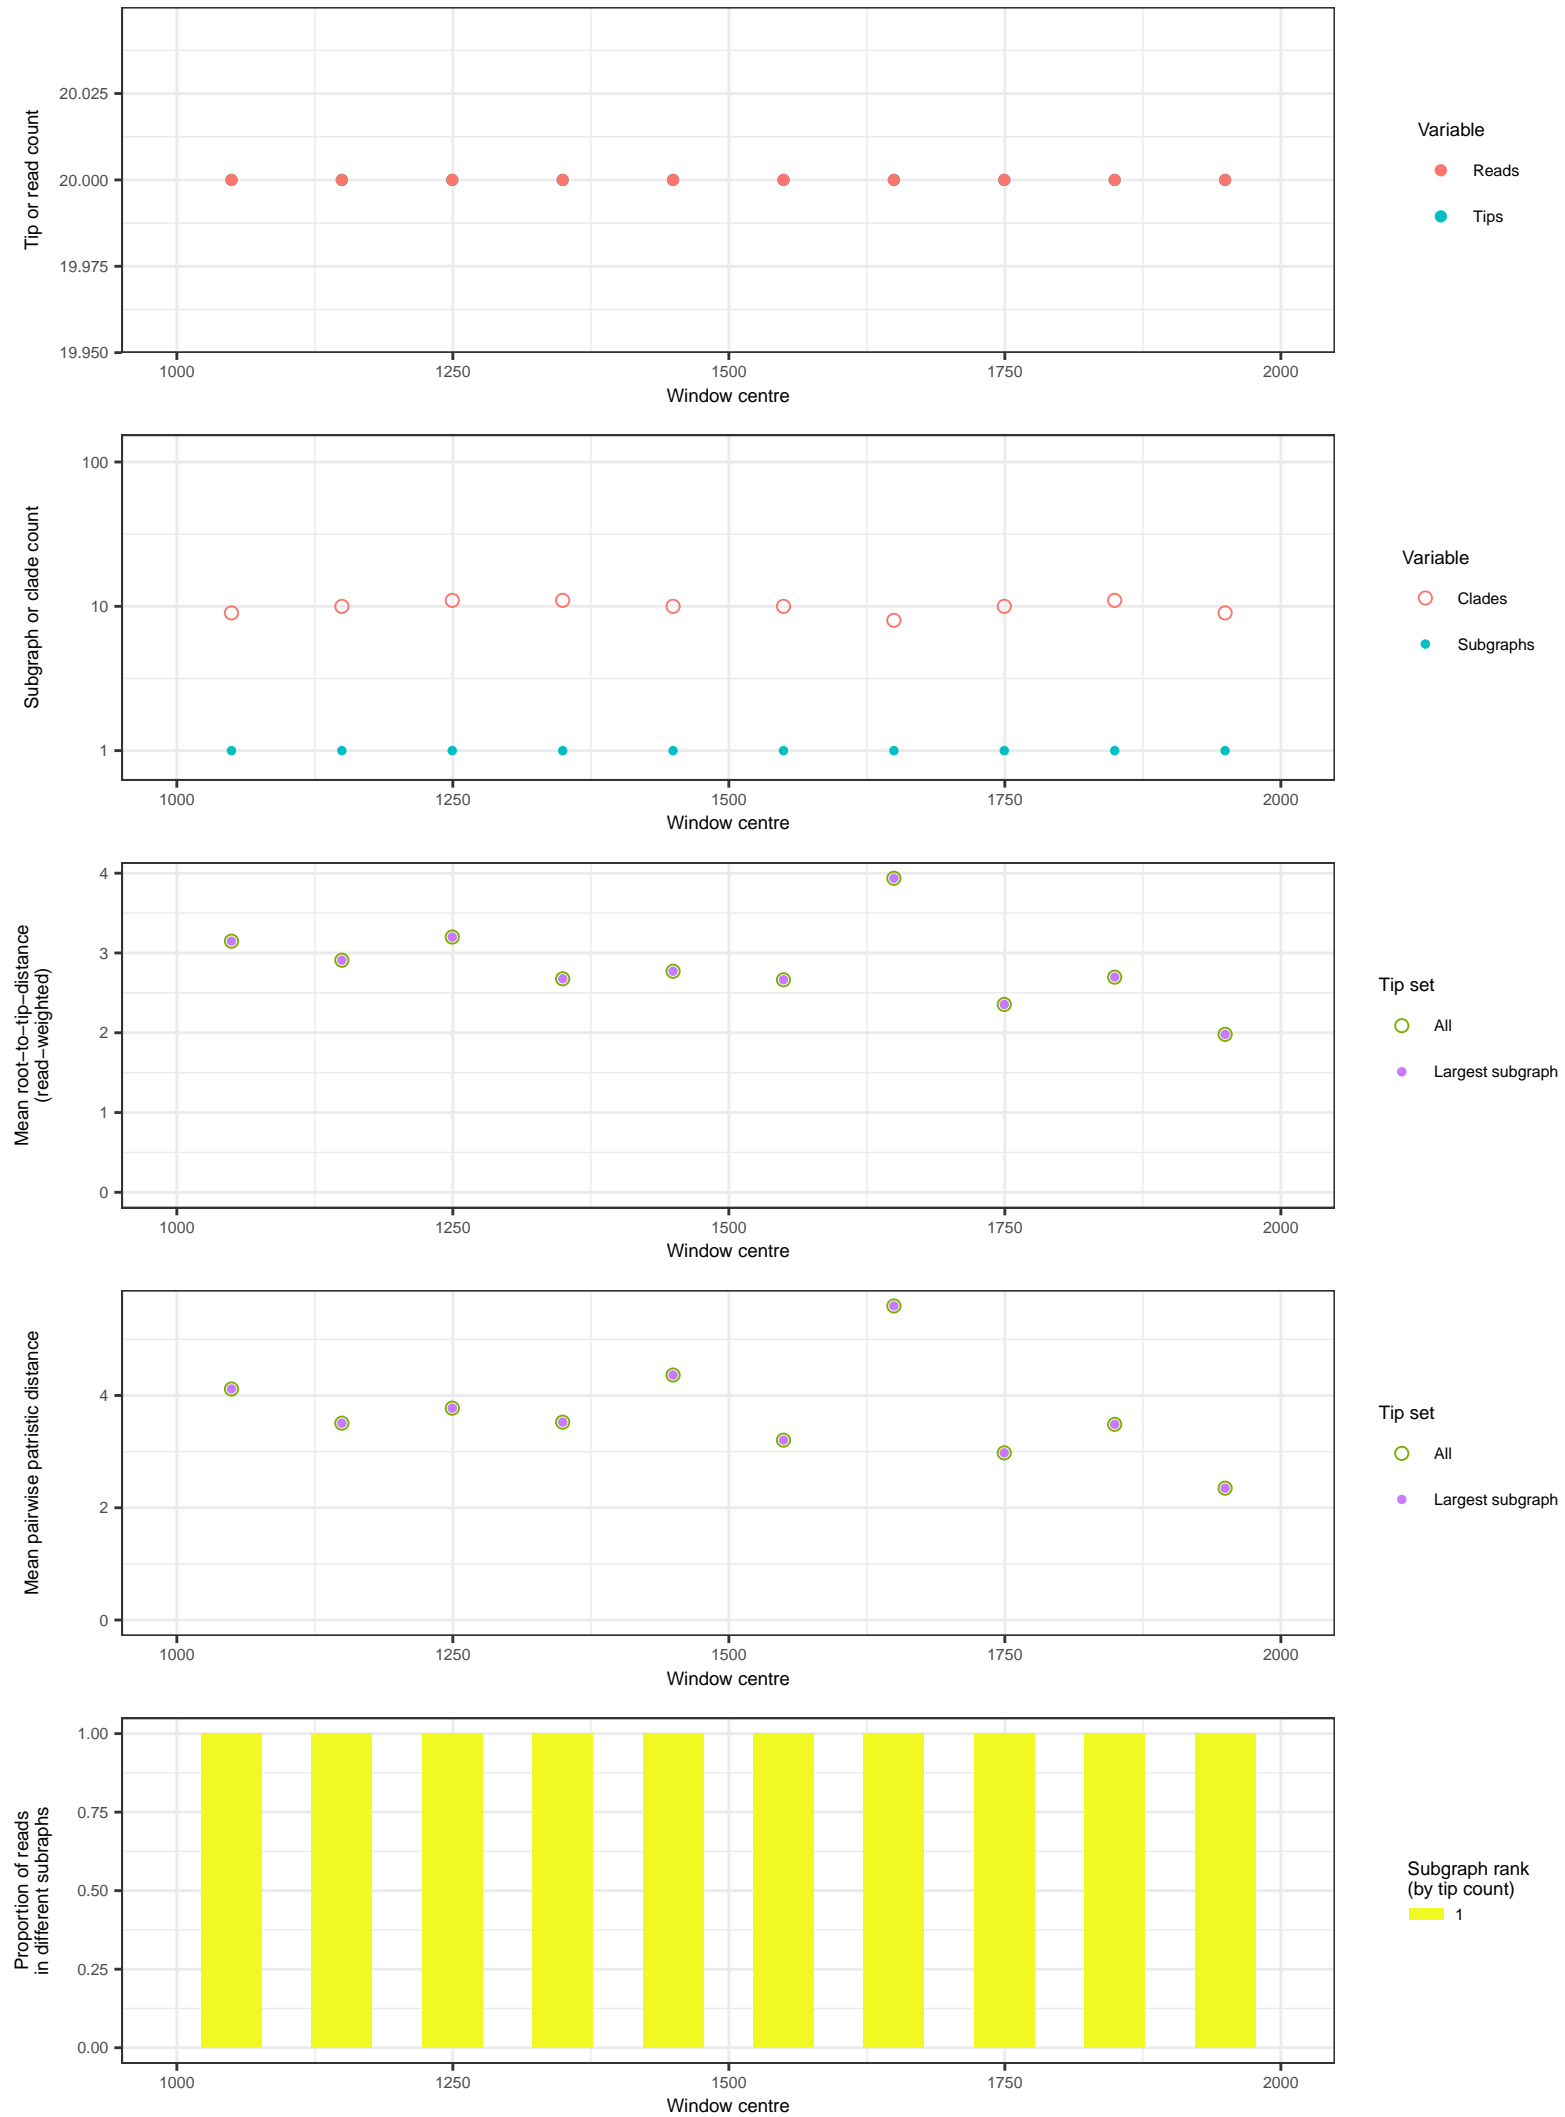 Tip or read count
20.025
20.000
19.975
19.950
1000 1250 1500 1750 2000
Window centre
Variable
Reads
Tips
Subgraph or clade count
100
10
1
1000 1250 1500 1750 2000
Window centre
Variable
Clades
Subgraphs
Mean root−to−tip−distance
(read−weighted)
4
3
2
1
0
1000 1250 1500 1750 2000
Window centre
Tip set
All
Largest subgraph
Mean pairwise patristic distance
4
2
0
1000 1250 1500 1750 2000
Window centre
Tip set
All
Largest subgraph
Proportion of reads
in different subraphs
1.00
0.75
0.50
0.25
0.00
1000 1250 1500 1750 2000
Window centre
Subgraph rank
(by tip count)
1